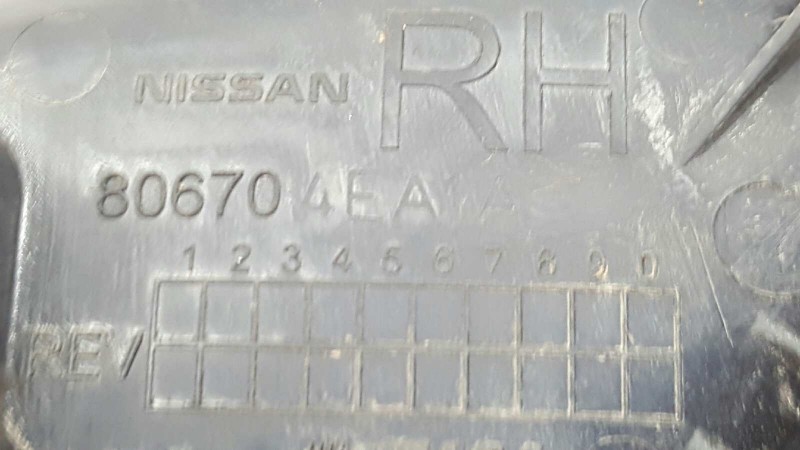 NISSAN RH
80670 4EA1A
1 2 3 4 5 6 7 8 9 0
REV